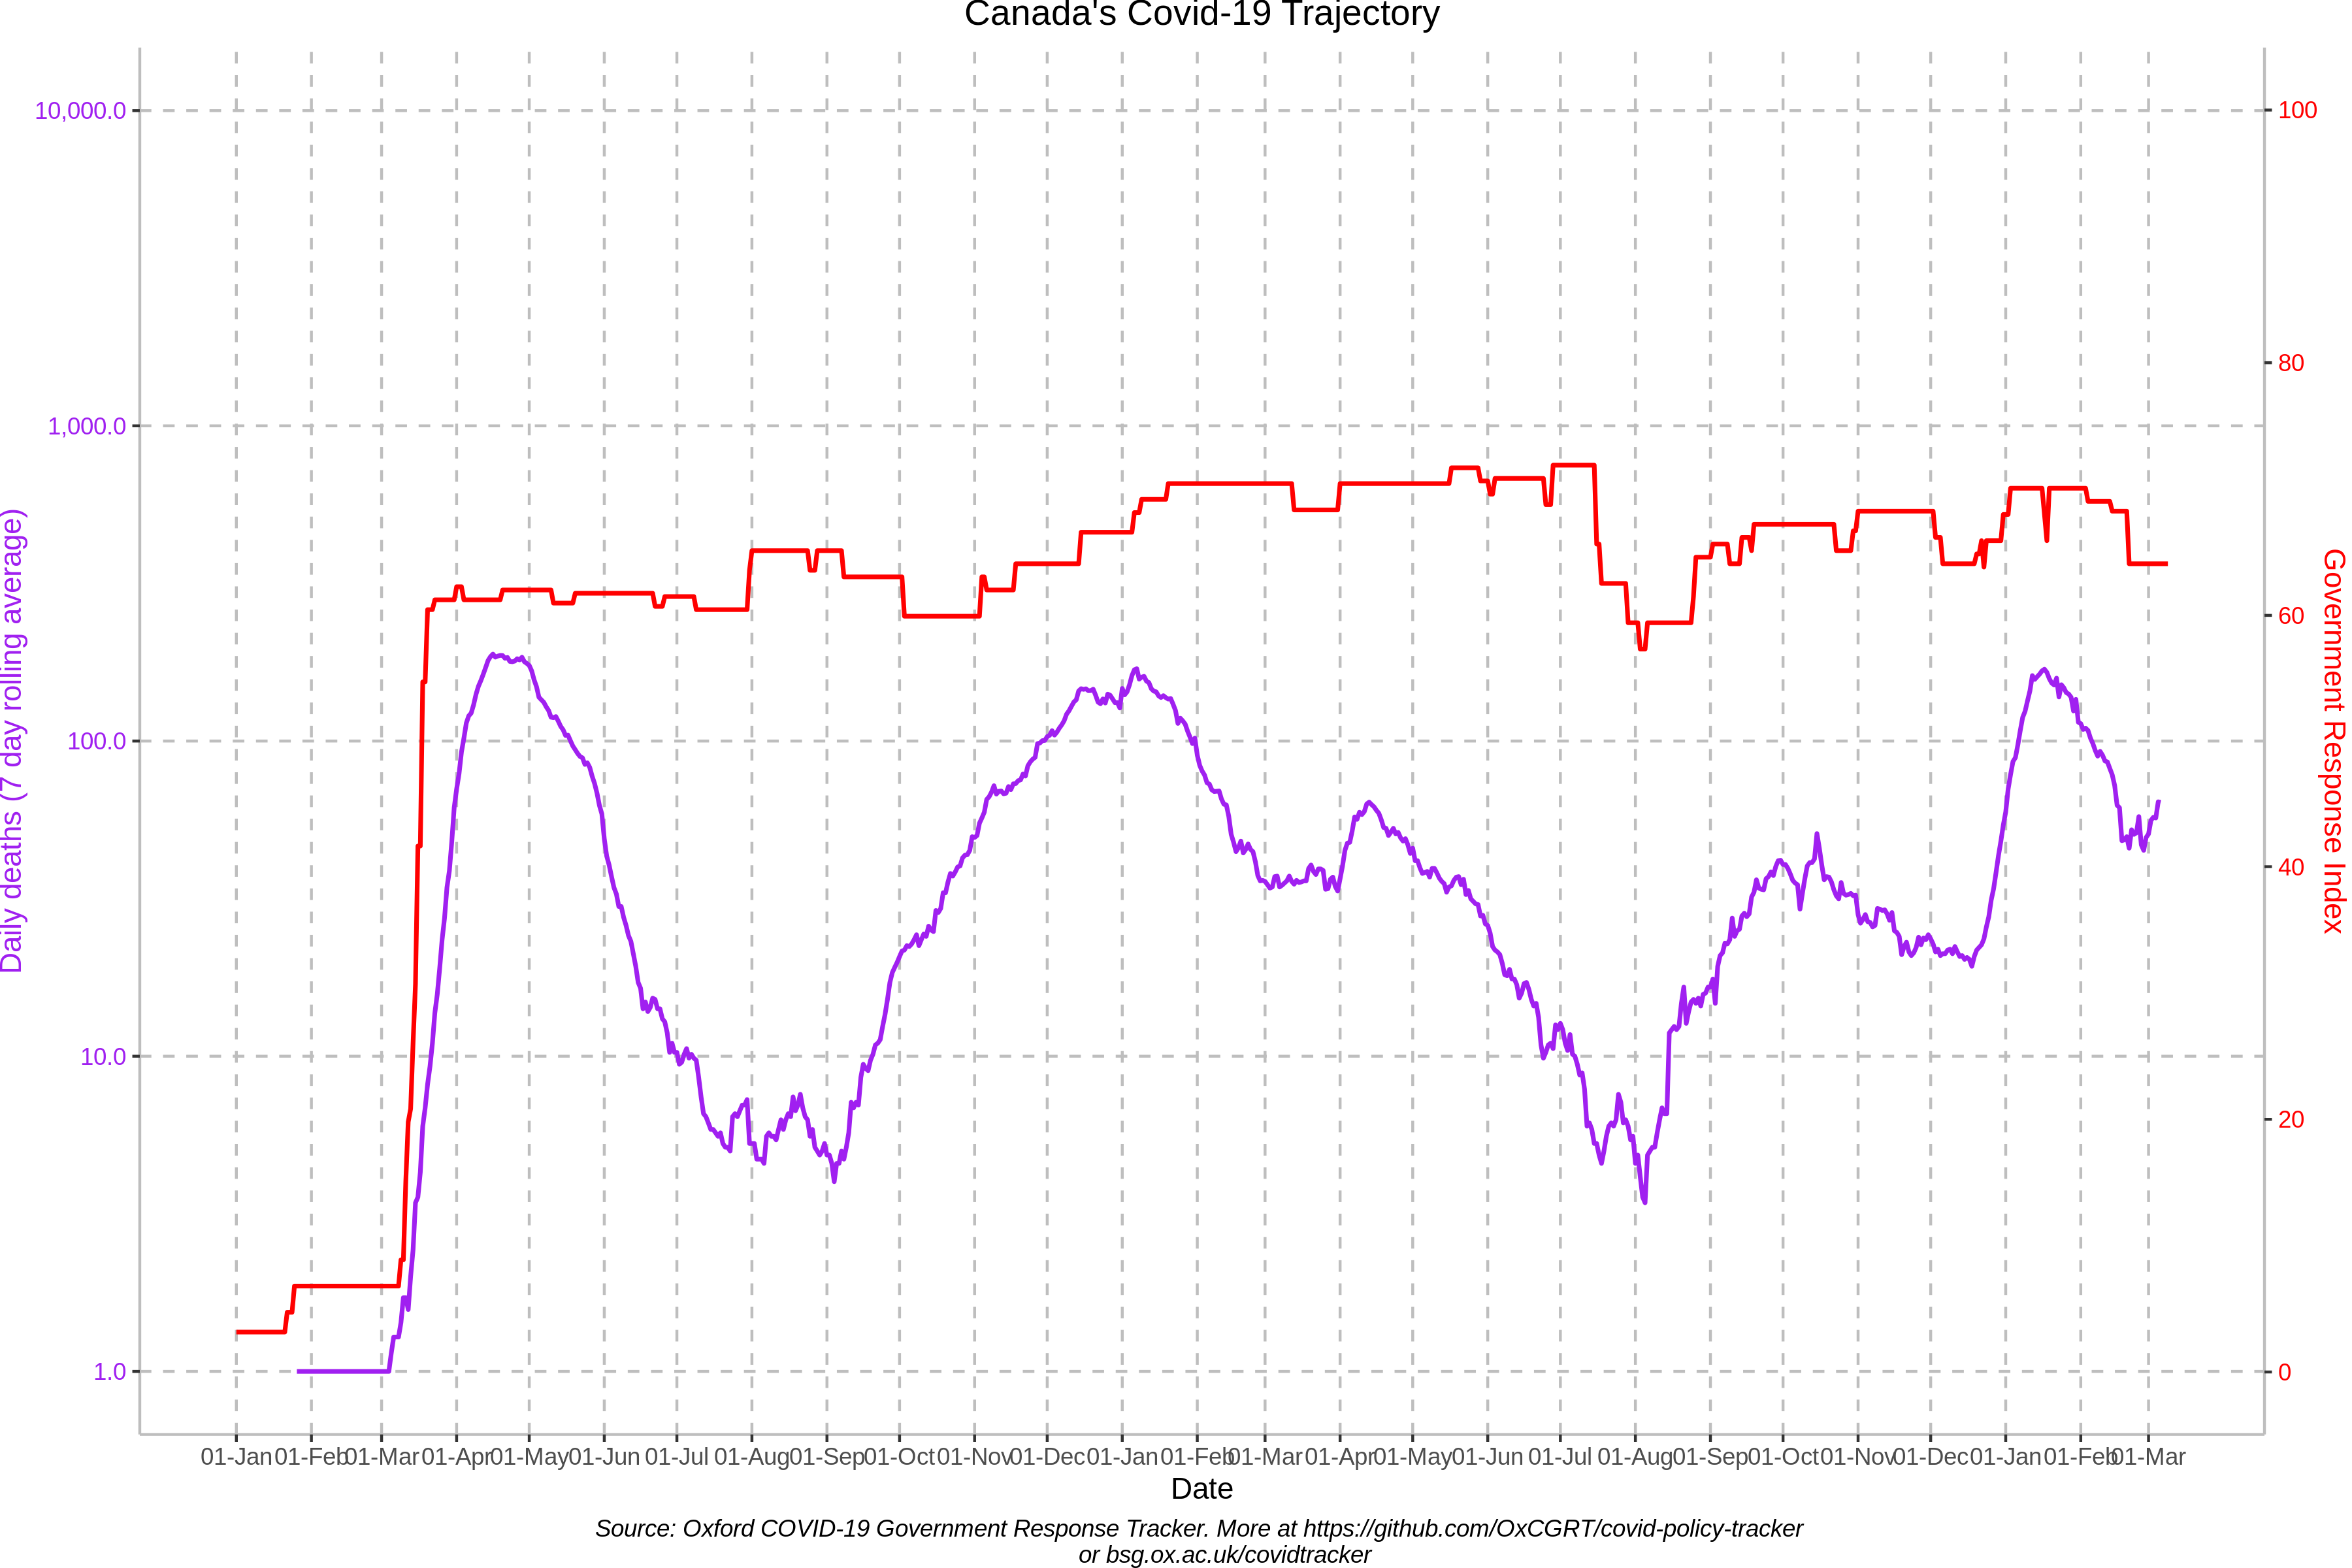 Canada's Covid-19 Trajectory
10,000.0
1,000.0
100.0
10.0
1.0
Daily deaths (7 day rolling average)
100
80
60
40
20
0
Government Response Index
01-Jan 01-Feb 01-Mar 01-Apr 01-May 01-Jun 01-Jul 01-Aug 01-Sep 01-Oct 01-Nov 01-Dec 01-Jan 01-Feb 01-Mar 01-Apr 01-May 01-Jun 01-Jul 01-Aug 01-Sep 01-Oct 01-Nov 01-Dec 01-Jan 01-Feb 01-Mar
Date
Source: Oxford COVID-19 Government Response Tracker. More at https://github.com/OxCGRT/covid-policy-tracker
or bsg.ox.ac.uk/covidtracker